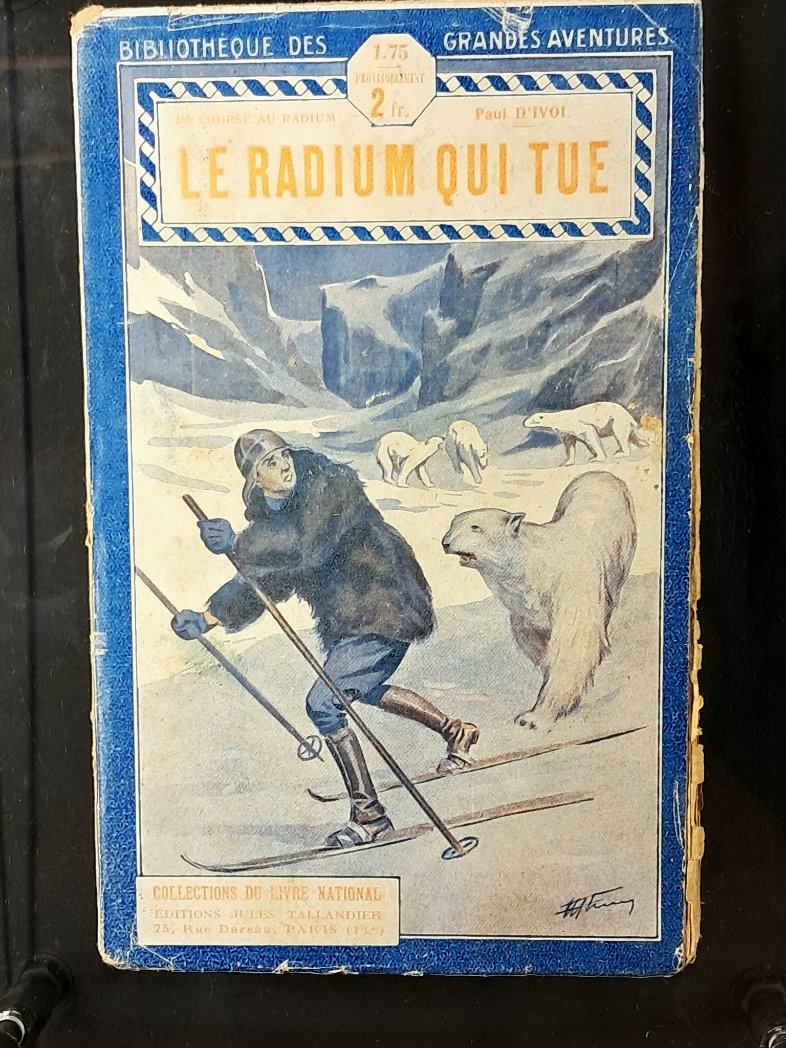 BIBLIOTHEQUE DES GRANDES AVENTURES
1.75
PROVISOIREMENT
2 fr.
LA COURSE AU RADIUM
Paul D'IVOI
LE RADIUM QUI TUE
COLLECTIONS DU LIVRE NATIONAL
ÉDITIONS JULES TALLANDIER
75, Rue Dareau, PARIS (14e)